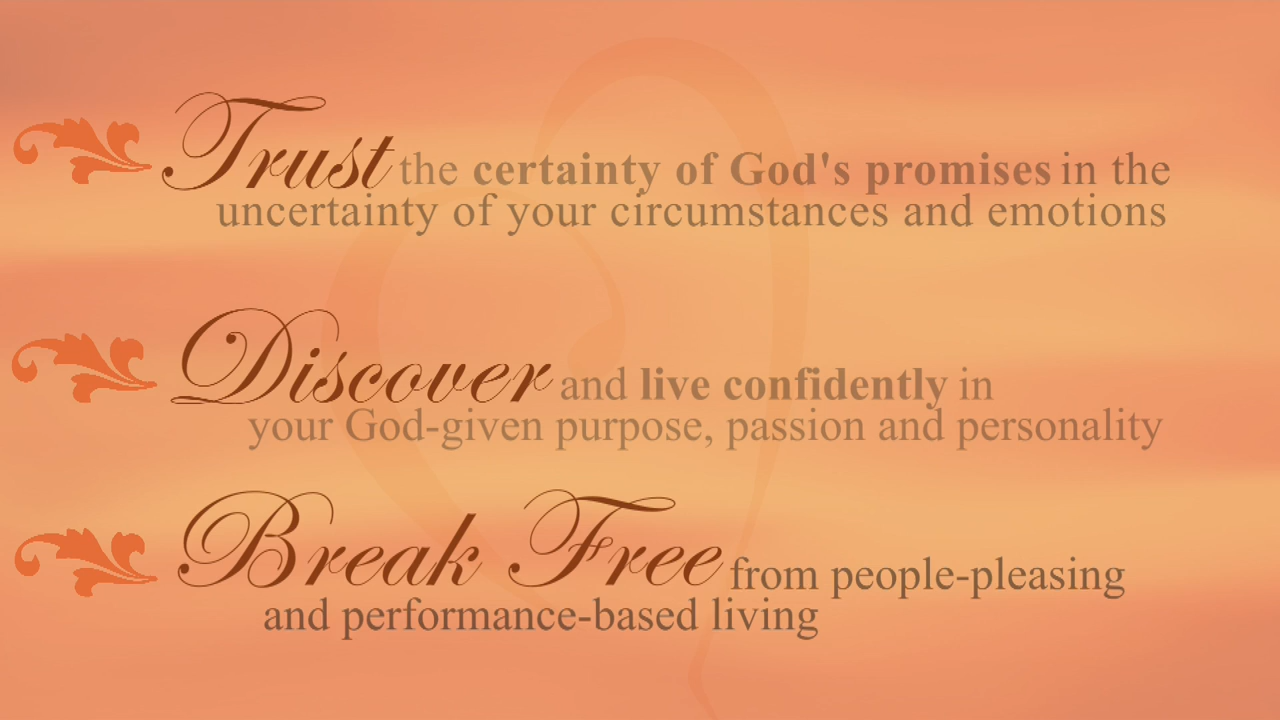 Trust the certainty of God's promises in the
uncertainty of your circumstances and emotions
Discover and live confidently in
your God-given purpose, passion and personality
Break Free from people-pleasing
and performance-based living